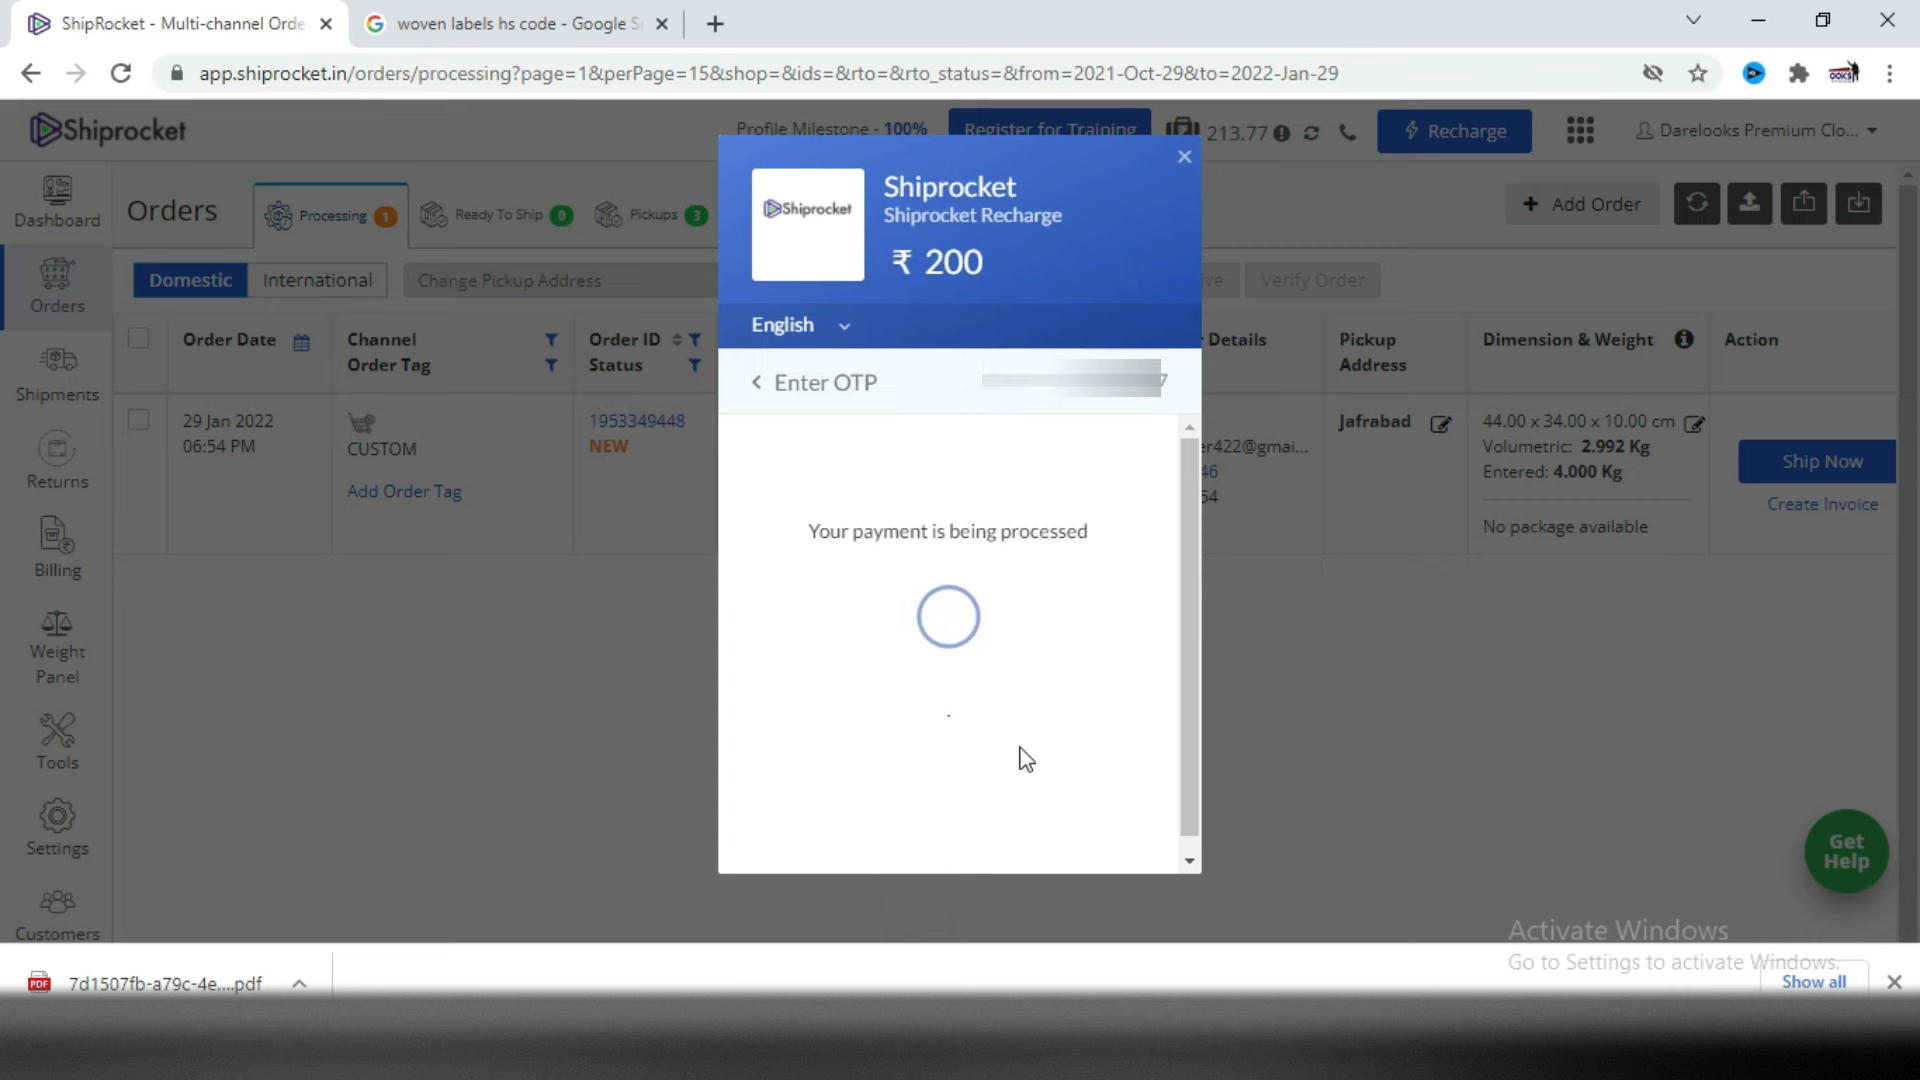 ShipRocket - Multi-channel Orde
woven labels hs code - Google S
app.shiprocket.in/orders/processing?page=1&perPage=15&shop=&ids=&rto=&rto_status=&from=2021-Oct-29&to=2022-Jan-29
Shiprocket
Profile Milestone - 100%
Register for Training
213.77
Recharge
Darelooks Premium Clo...
Dashboard
Orders
Shipments
Returns
Billing
Weight
Panel
Tools
Settings
Customers
Orders
Processing 1
Ready To Ship 0
Pickups 3
+ Add Order
Domestic
International
Change Pickup Address
Verify Order
Order Date
Channel
Order Tag
Order ID
Status
Details
Pickup
Address
Dimension & Weight
Action
29 Jan 2022
06:54 PM
CUSTOM
Add Order Tag
1953349448
NEW
er422@gmai...
46
54
Jafrabad
44.00 x 34.00 x 10.00 cm
Volumetric: 2.992 Kg
Entered: 4.000 Kg
No package available
Ship Now
Create Invoice
Shiprocket
Shiprocket
Shiprocket Recharge
₹ 200
English
Enter OTP
7
Your payment is being processed
Get
Help
Activate Windows
Go to Settings to activate Windows.
PDF
7d1507fb-a79c-4e....pdf
Show all